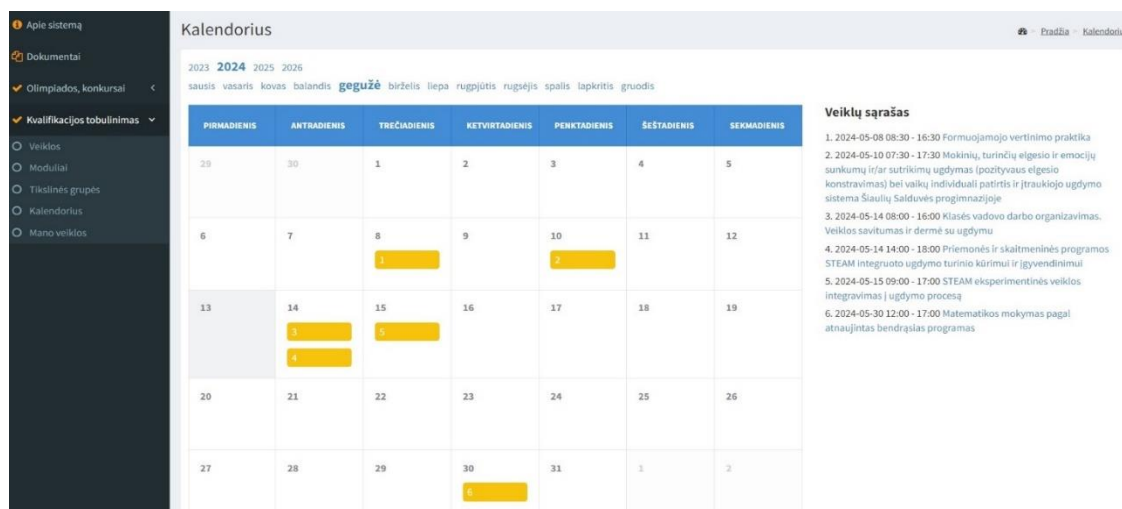 Apie sistemą
Dokumentai
Olimpiados, konkursai
Kvalifikacijos tobulinimas
Veiklos
Moduliai
Tikslinės grupės
Kalendorius
Mano veiklos
Kalendorius
Pradžia - Kalendorius
2023 2024 2025 2026
sausis vasaris kovas balandis gegužė birželis liepa rugpjūtis rugsėjis spalis lapkritis gruodis
PIRMADIENIS ANTRADIENIS TREČIADIENIS KETVIRTADIENIS PENKTADIENIS ŠEŠTADIENIS SEKMADIENIS
29 30 1 2 3 4 5
6 7 8 9 10 11 12
1 2
13 14 15 16 17 18 19
3 5
4
20 21 22 23 24 25 26
27 28 29 30 31 1 2
6
Veiklų sąrašas
1. 2024-05-08 08:30 - 16:30 Formuojamojo vertinimo praktika
2. 2024-05-10 07:30 - 17:30 Mokinių, turinčių elgesio ir emocijų
sunkumų ir/ar sutrikimų ugdymas (pozityvaus elgesio
konstravimas) bei vaikų individuali patirtis ir įtraukiojo ugdymo
sistema Šiaulių Salduvės progimnazijoje
3. 2024-05-14 08:00 - 16:00 Klasės vadovo darbo organizavimas.
Veiklos savitumas ir dermė su ugdymu
4. 2024-05-14 14:00 - 18:00 Priemonės ir skaitmeninės programos
STEAM integruoto ugdymo turinio kūrimui ir įgyvendinimui
5. 2024-05-15 09:00 - 17:00 STEAM eksperimentinės veiklos
integravimas į ugdymo procesą
6. 2024-05-30 12:00 - 17:00 Matematikos mokymas pagal
atnaujintas bendrąsias programas